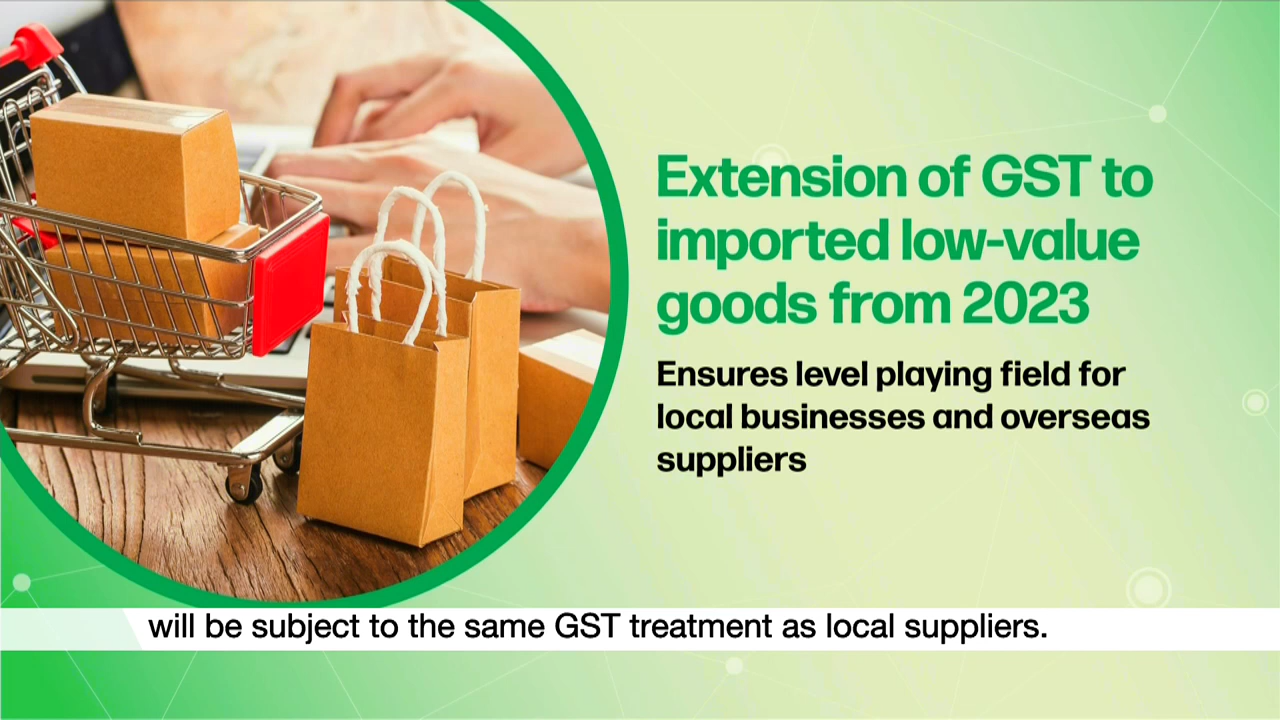 Extension of GST to
imported low-value
goods from 2023
Ensures level playing field for
local businesses and overseas
suppliers
will be subject to the same GST treatment as local suppliers.